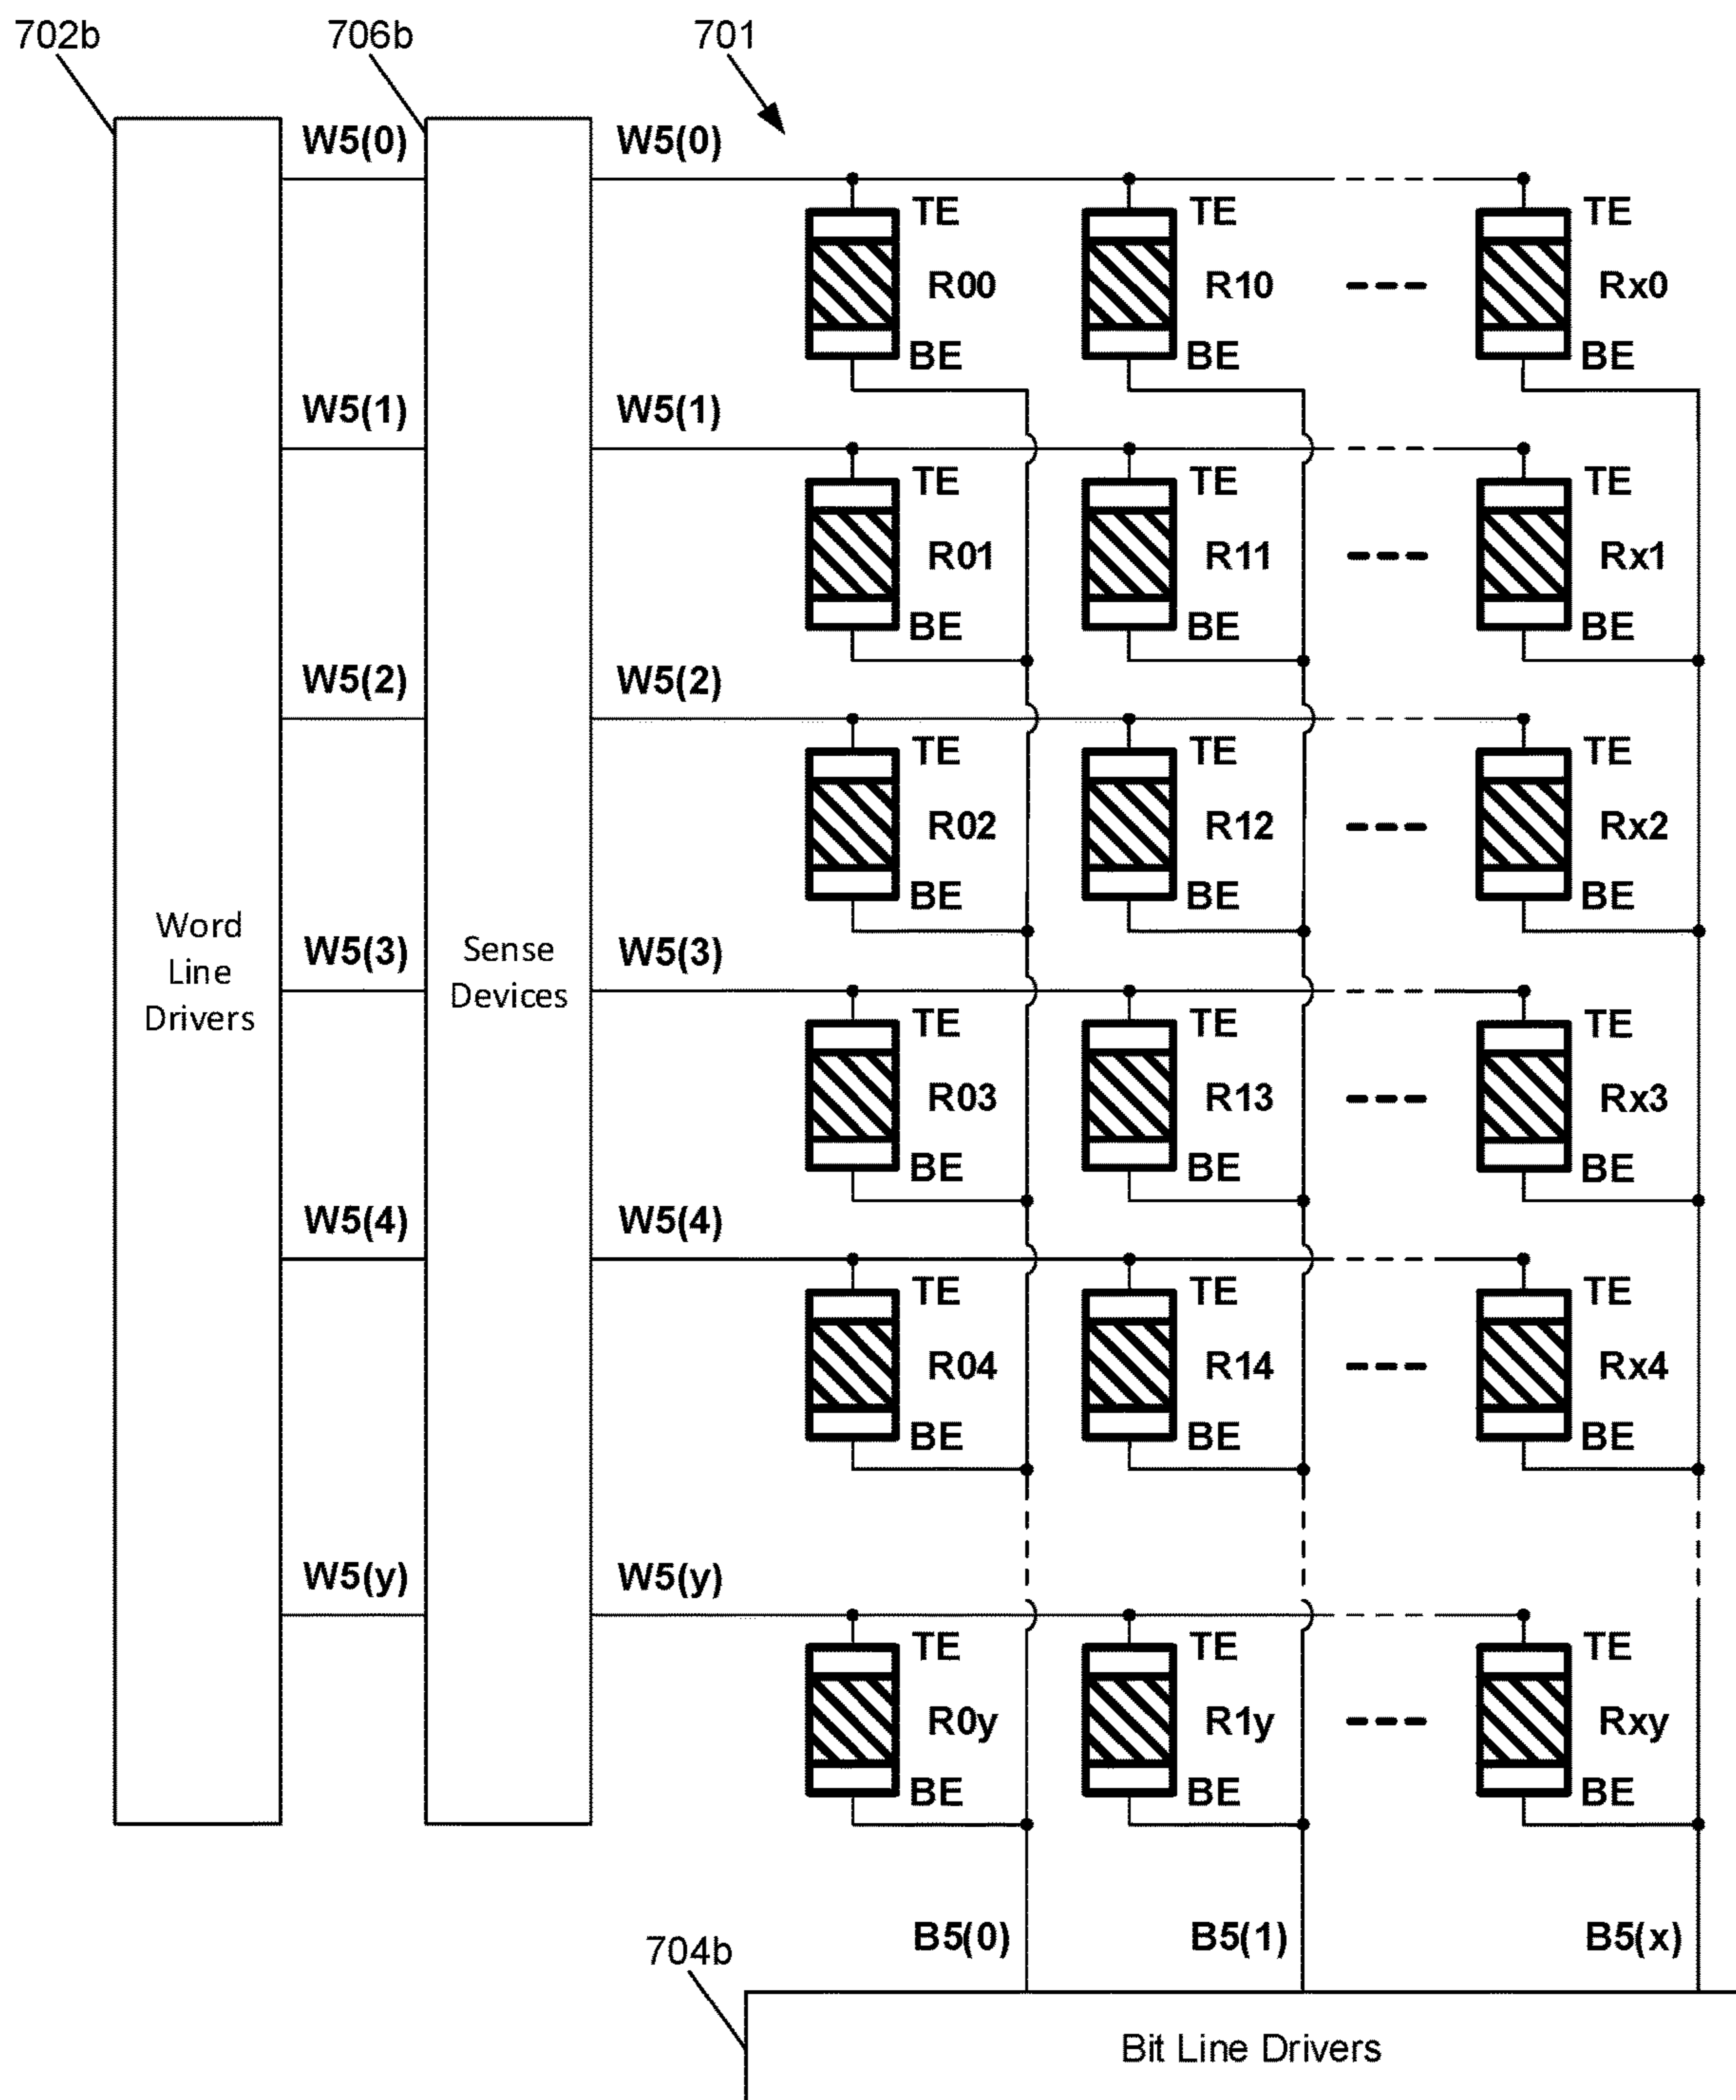 702b 706b 701
W5(0) W5(0)
TE TE TE
R00 R10 Rx0
BE BE BE
W5(1) W5(1)
TE TE TE
R01 R11 Rx1
BE BE BE
W5(2) W5(2)
TE TE TE
R02 R12 Rx2
BE BE BE
Word
Line
Drivers
Sense
Devices
W5(3) W5(3)
TE TE TE
R03 R13 Rx3
BE BE BE
W5(4) W5(4)
TE TE TE
R04 R14 Rx4
BE BE BE
W5(y) W5(y)
TE TE TE
R0y R1y Rxy
BE BE BE
B5(0) B5(1) B5(x)
704b
Bit Line Drivers